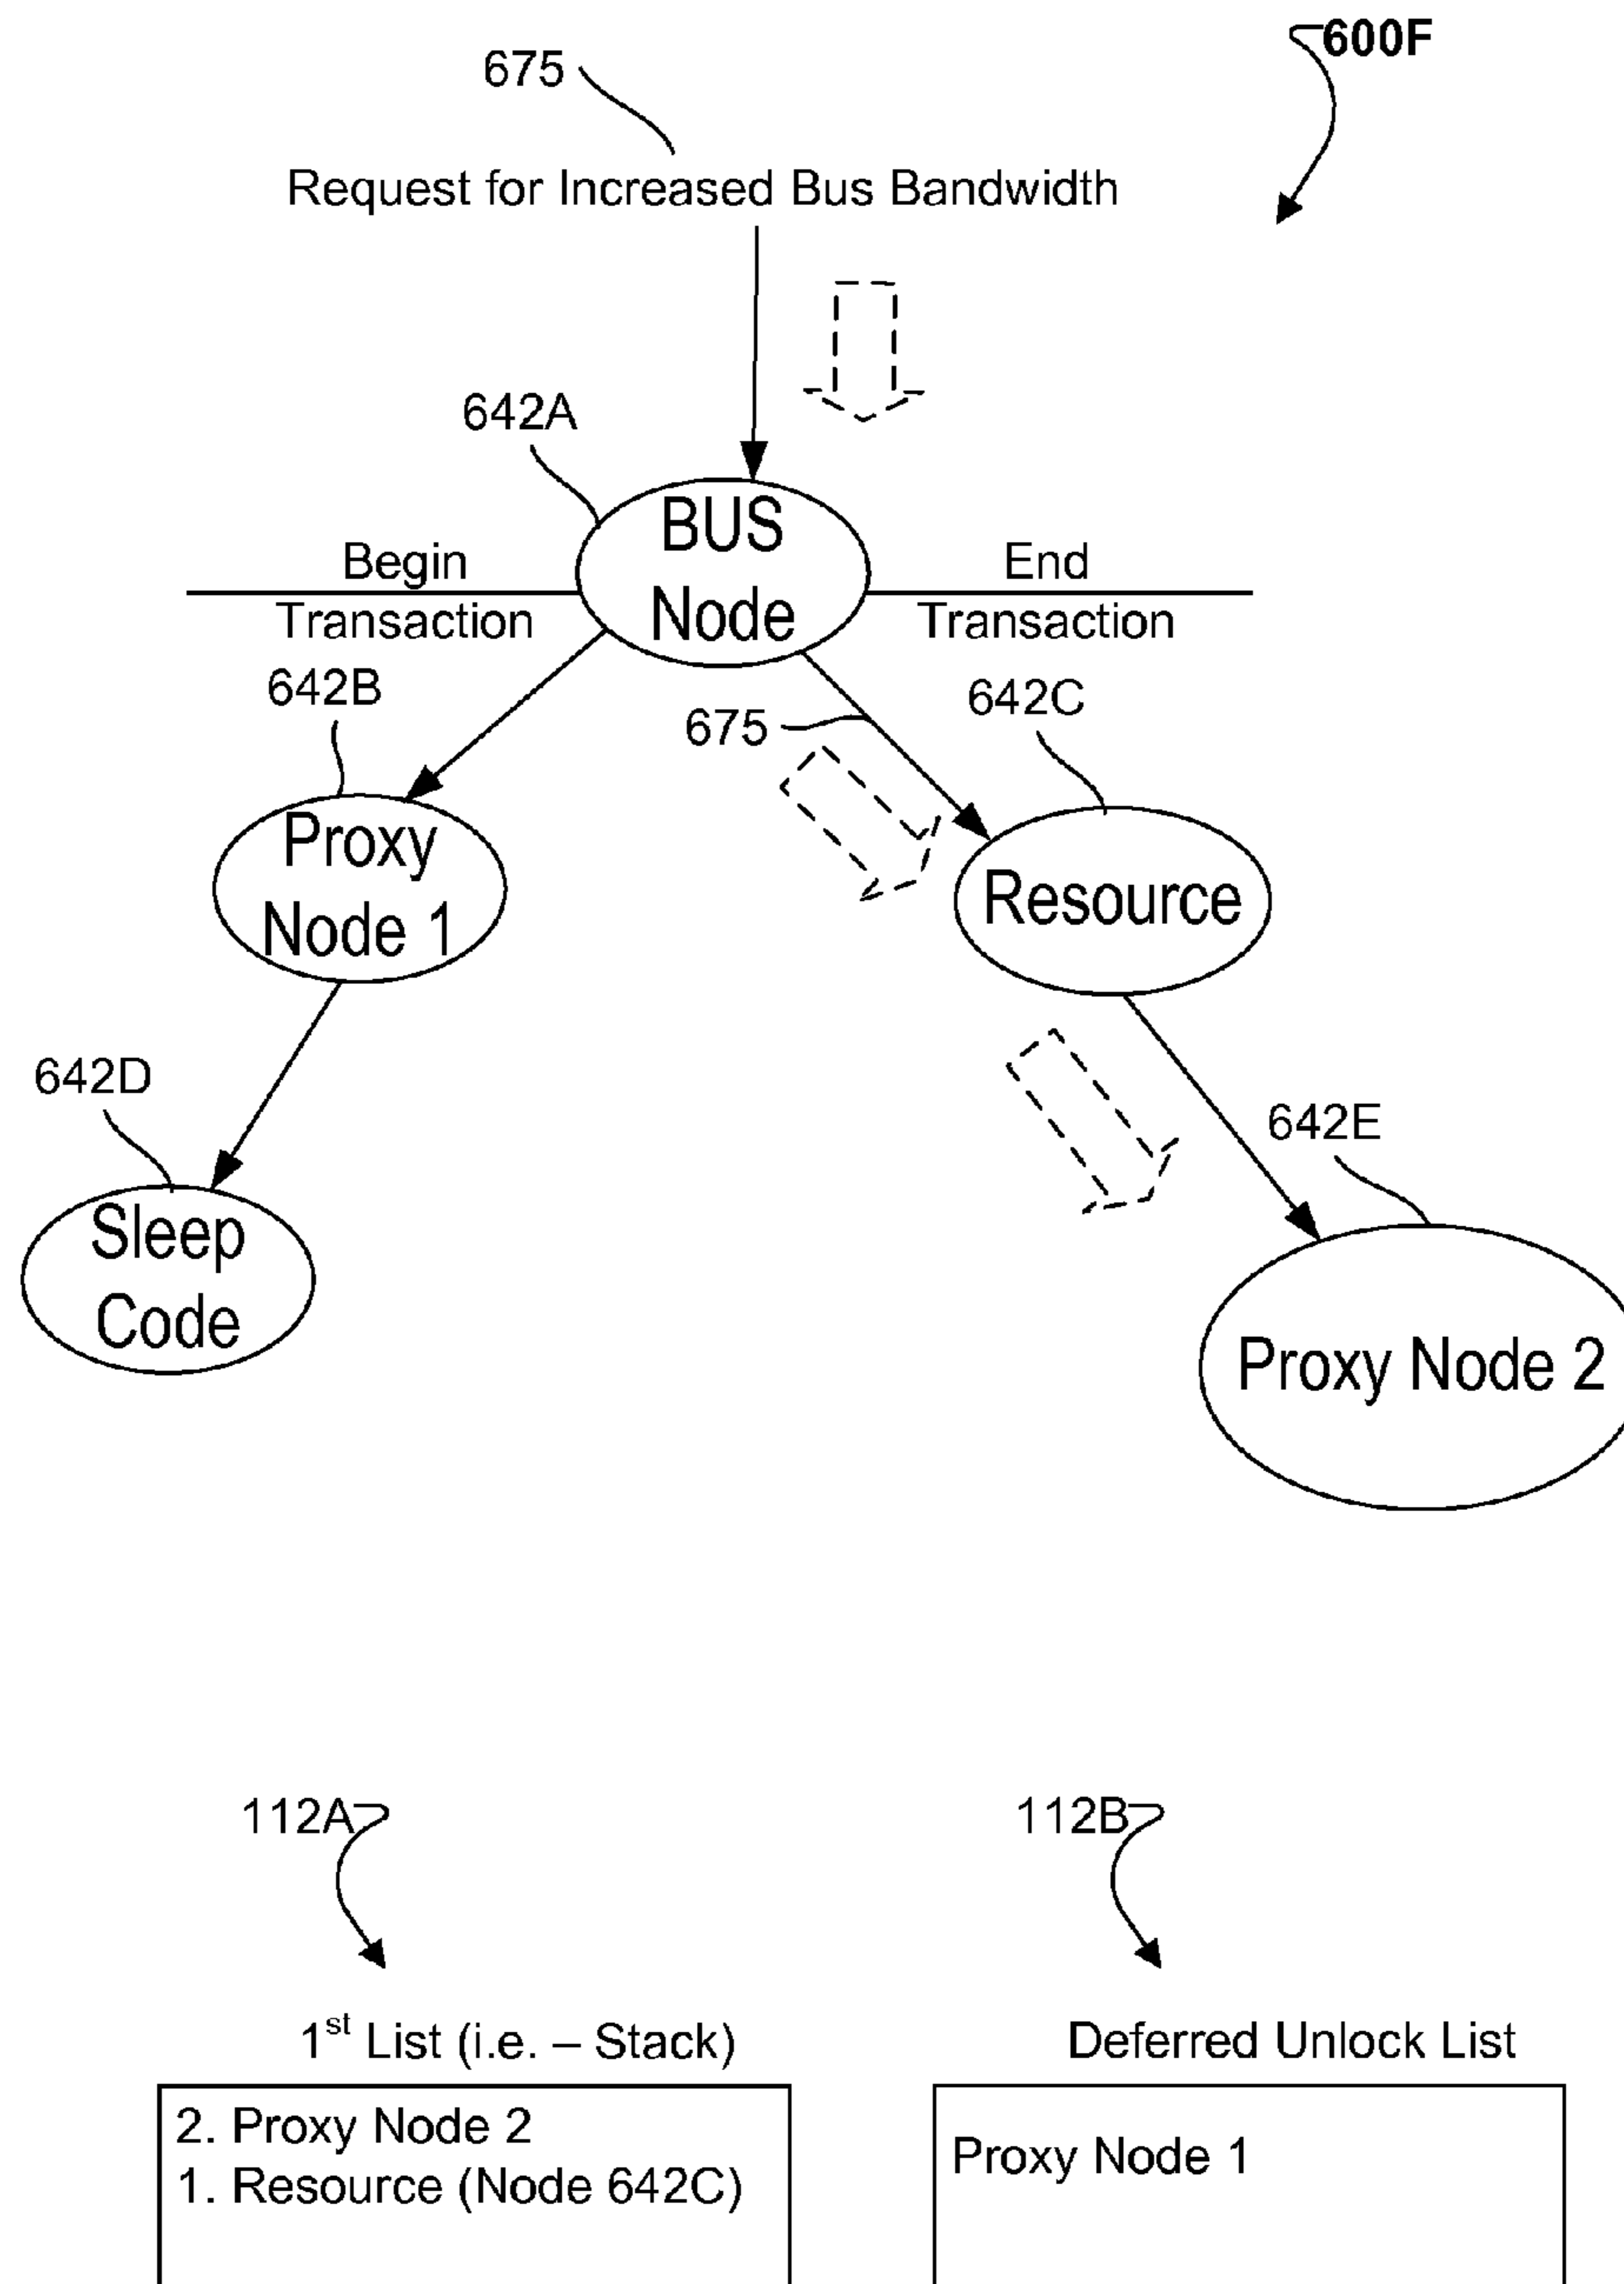 600F
675
Request for Increased Bus Bandwidth
642A
BUS
Node
Begin
Transaction
End
Transaction
642B
675
642C
Proxy
Node 1
Resource
642D
642E
Sleep
Code
Proxy Node 2
112A
112B
1st List (i.e. – Stack)
Deferred Unlock List
2. Proxy Node 2
1. Resource (Node 642C)
Proxy Node 1